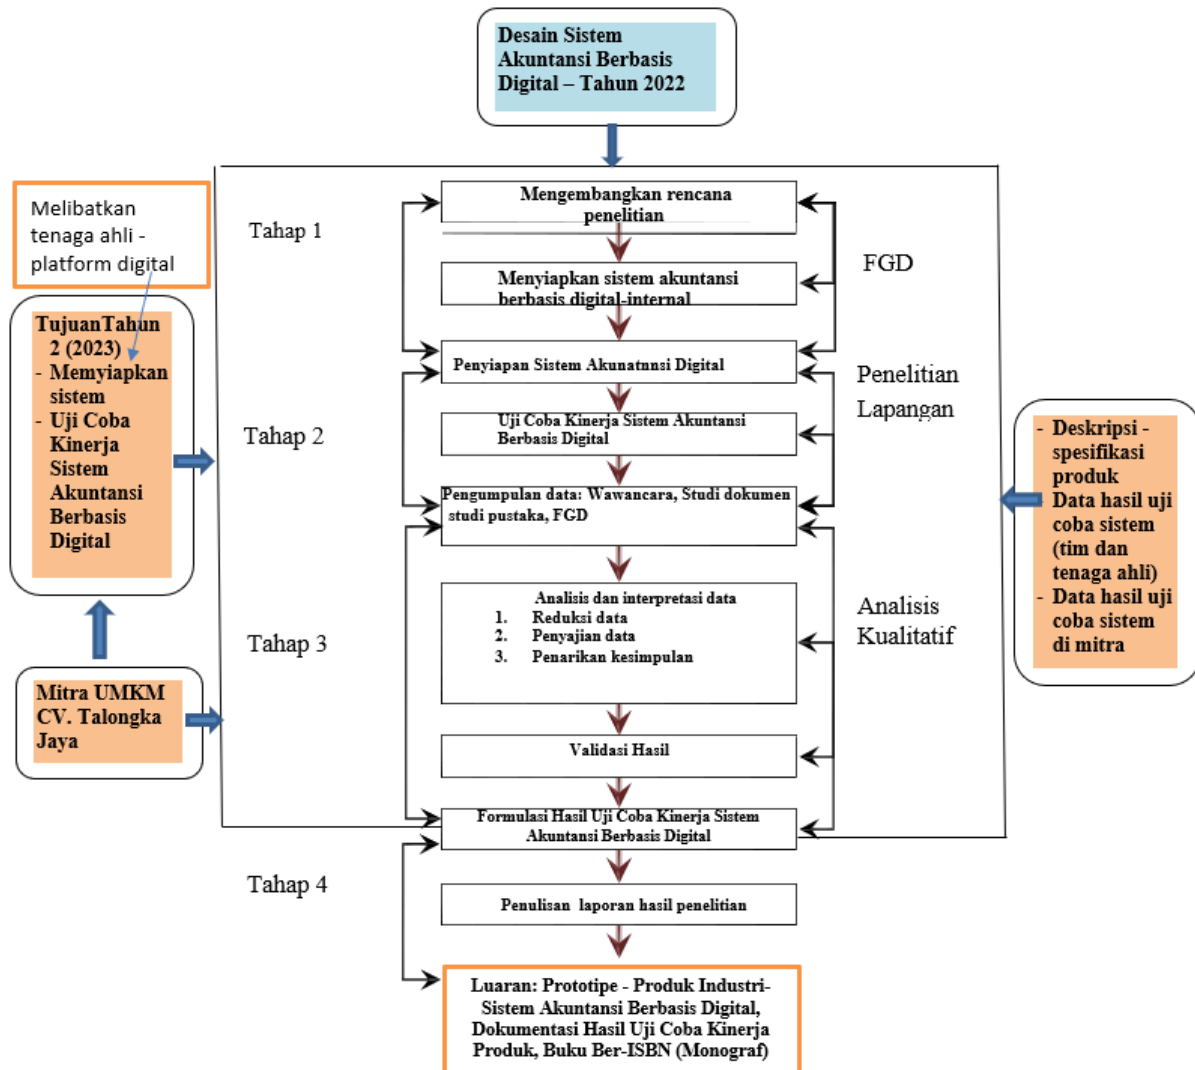 Desain Sistem
Akuntansi Berbasis
Digital – Tahun 2022
Melibatkan
tenaga ahli -
platform digital
TujuanTahun
2 (2023)
- Memyiapkan
sistem
- Uji Coba
Kinerja
Sistem
Akuntansi
Berbasis
Digital
Mitra UMKM
CV. Talongka
Jaya
Tahap 1
Tahap 2
Tahap 3
Tahap 4
Mengembangkan rencana
penelitian
Menyiapkan sistem akuntansi
berbasis digital-internal
Penyiapan Sistem Akunatnnsi Digital
Uji Coba Kinerja Sistem Akuntansi
Berbasis Digital
Pengumpulan data: Wawancara, Studi dokumen
studi pustaka, FGD
Analisis dan interpretasi data
1. Reduksi data
2. Penyajian data
3. Penarikan kesimpulan
Validasi Hasil
Formulasi Hasil Uji Coba Kinerja Sistem
Akuntansi Berbasis Digital
Penulisan laporan hasil penelitian
Luaran: Prototipe - Produk Industri-
Sistem Akuntansi Berbasis Digital,
Dokumentasi Hasil Uji Coba Kinerja
Produk, Buku Ber-ISBN (Monograf)
FGD
Penelitian
Lapangan
Analisis
Kualitatif
- Deskripsi -
spesifikasi
produk
- Data hasil uji
coba sistem
(tim dan
tenaga ahli)
- Data hasil uji
coba sistem
di mitra